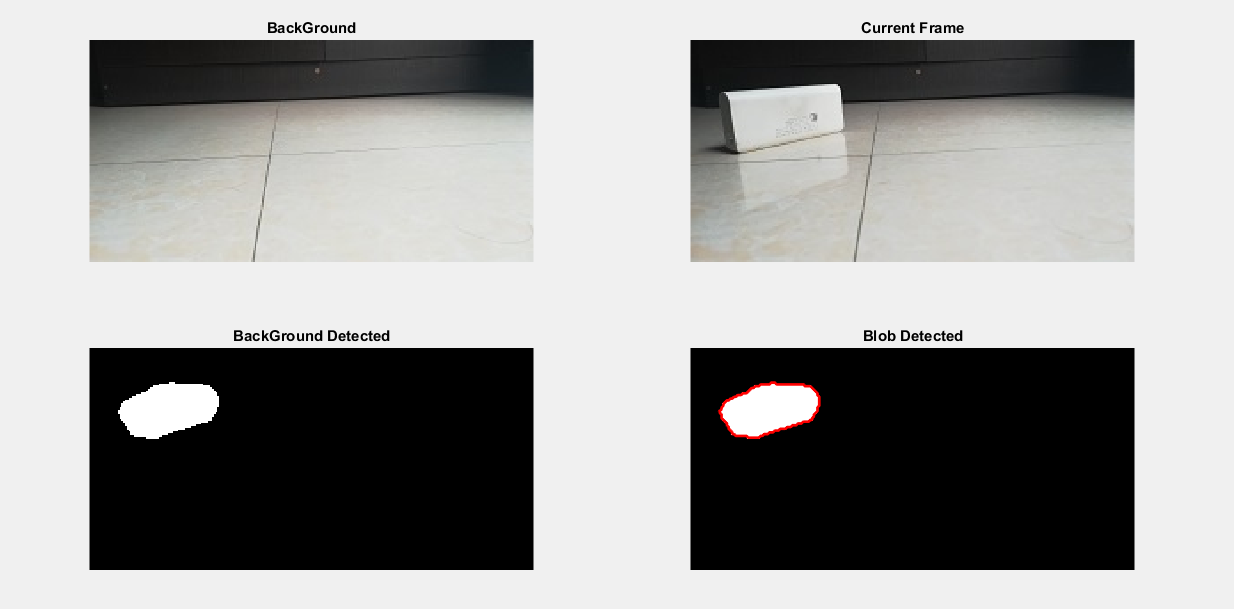 BackGround
Current Frame
BackGround Detected
Blob Detected